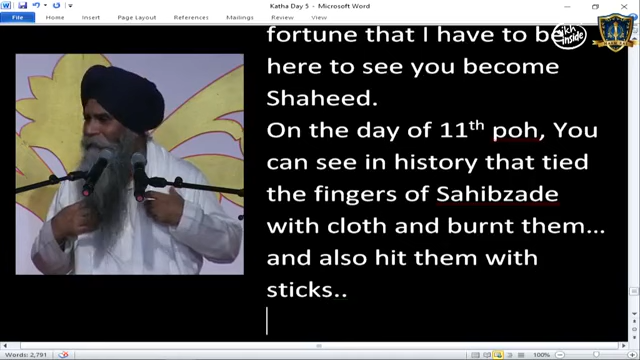 Katha Day 5 - Microsoft Word
File Home Insert Page Layout References Mailings Review View
fortune that I have to be
here to see you become
Shaheed.
On the day of 11th poh, You
can see in history that tied
the fingers of Sahibzade
with cloth and burnt them...
and also hit them with
sticks..
sikh
inside
Words: 2,791
100%